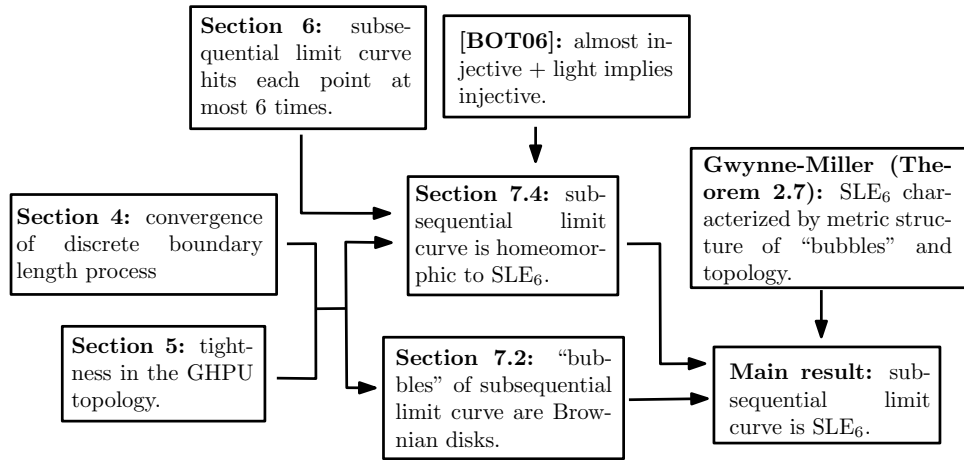 Section 6: subse-
quential limit curve
hits each point at
most 6 times.
[BOT06]: almost in-
jective + light implies
injective.
Gwynne-Miller (The-
orem 2.7): SLE₆ char-
acterized by metric struc-
ture of “bubbles” and
topology.
Section 4: convergence
of discrete boundary
length process
Section 7.4: sub-
sequential limit
curve is homeomor-
phic to SLE₆.
Section 5: tight-
ness in the GHPU
topology.
Section 7.2: “bub-
bles” of subsequential
limit curve are Brow-
nian disks.
Main result: sub-
sequential limit
curve is SLE₆.